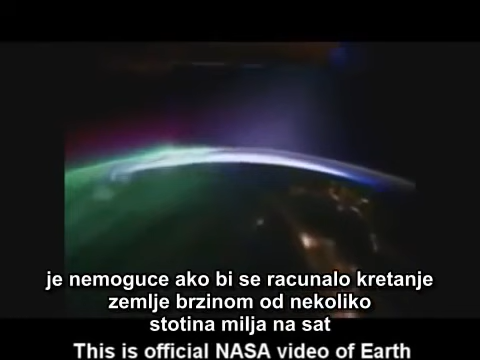 je nemoguce ako bi se racunalo kretanje
zemlje brzinom od nekoliko
stotina milja na sat
This is official NASA video of Earth